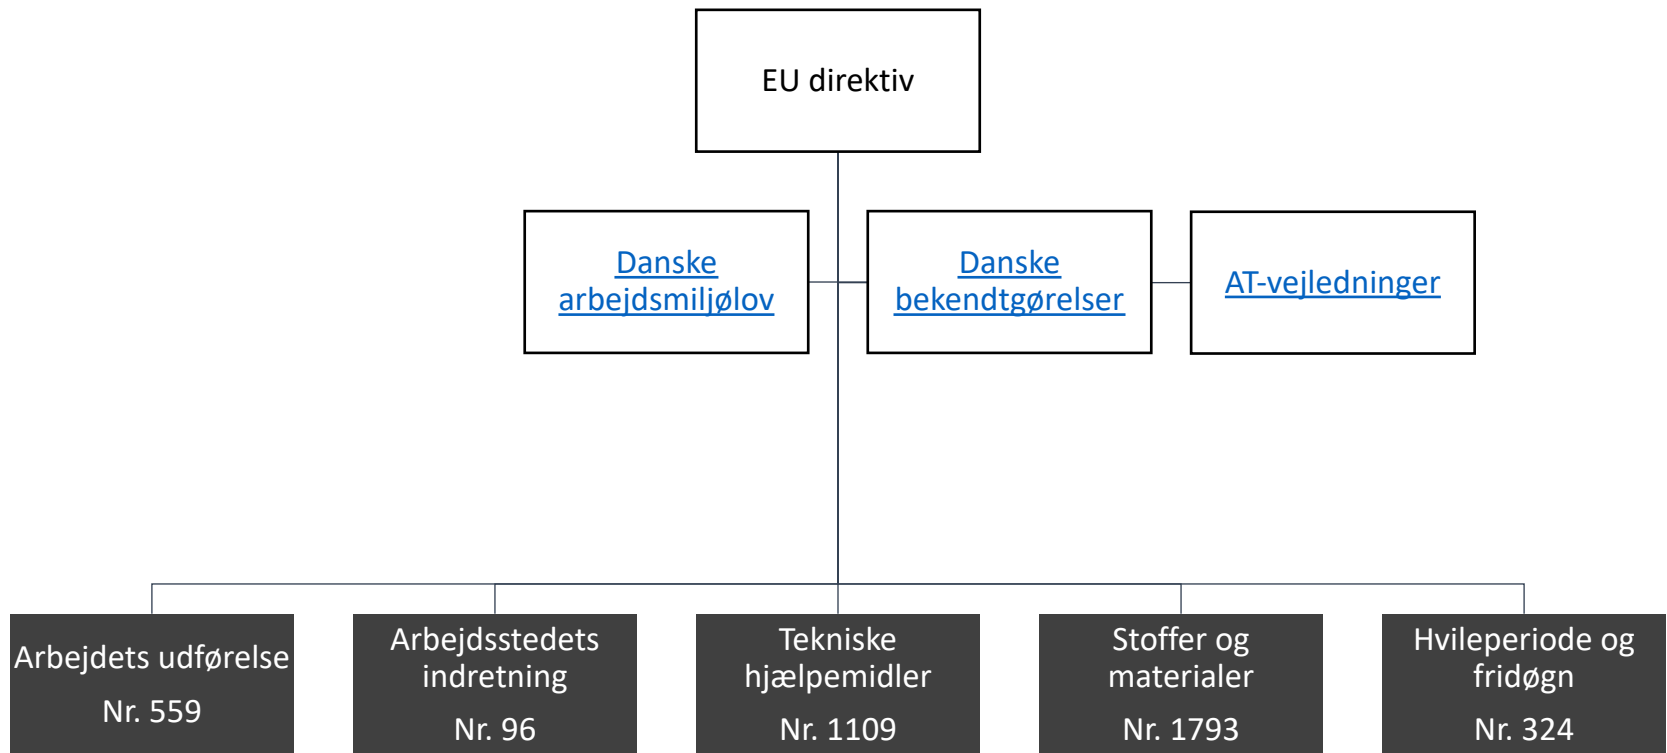 EU direktiv
Danske
arbejdsmiljølov
Danske
bekendtgørelser
AT-vejledninger
Arbejdets udførelse
Nr. 559
Arbejdsstedets
indretning
Nr. 96
Tekniske
hjælpemidler
Nr. 1109
Stoffer og
materialer
Nr. 1793
Hvileperiode og
fridøgn
Nr. 324